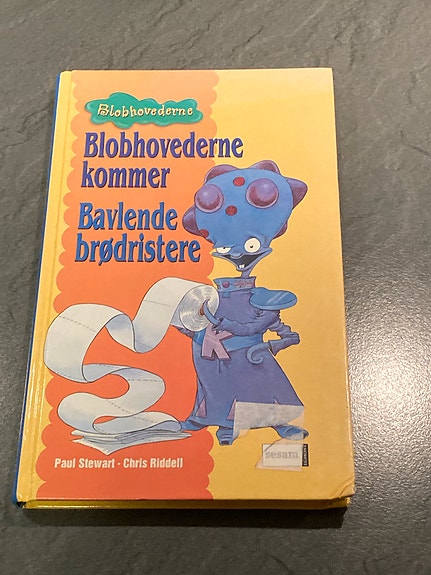 Blobhovederne
Blobhovederne
kommer
Bavlende
brødristere
K
Paul Stewart · Chris Riddell
sesam